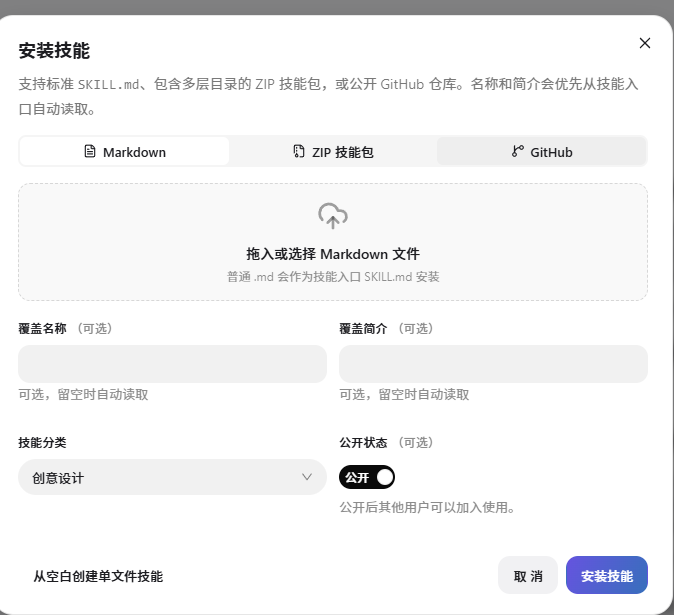 安装技能
支持标准 SKILL.md、包含多层目录的 ZIP 技能包，或公开 GitHub 仓库。名称和简介会优先从技能入
口自动读取。
Markdown
ZIP 技能包
GitHub
拖入或选择 Markdown 文件
普通 .md 会作为技能入口 SKILL.md 安装
覆盖名称 （可选）
覆盖简介 （可选）
可选，留空时自动读取
可选，留空时自动读取
技能分类
公开状态 （可选）
创意设计
公开
公开后其他用户可以加入使用。
从空白创建单文件技能
取 消
安装技能